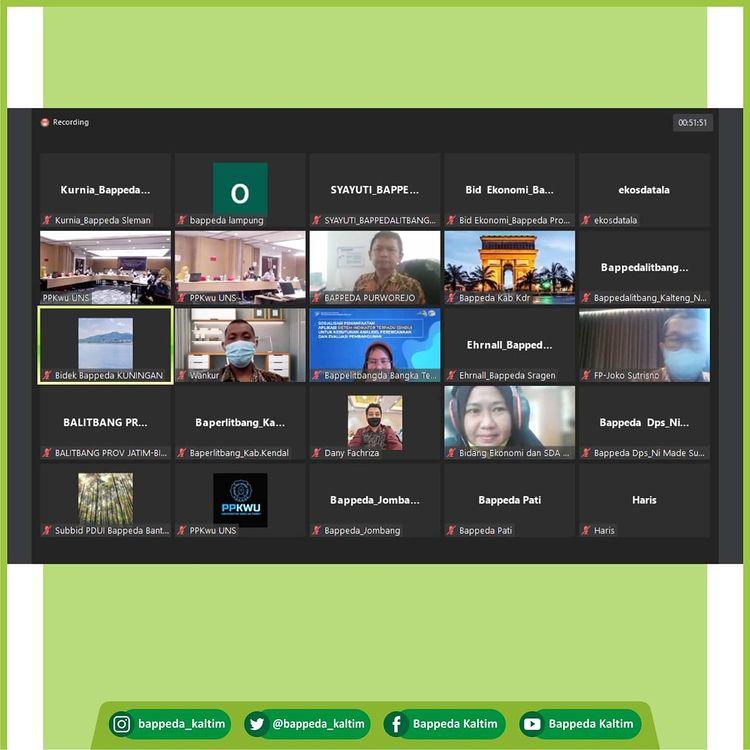 Recording
00:51:51
Kurnia_Bappeda...
Kurnia_Bappeda Sleman
O
bappeda lampung
SYAYUTI_BAPPE...
SYAYUTI_BAPPEDALITBANG...
Bid Ekonomi_Ba...
Bid Ekonomi_Bappeda Pro...
ekosdatala
ekosdatala
PPKwu UNS
PPKwu UNS
BAPPEDA PURWOREJO
Bappeda Kab Kdr
Bappedalitbang...
Bappedalitbang_Kalteng_N...
Bidek Bappeda KUNINGAN
Wankur
SOSIALISASI PEMANFAATAN
APLIKASI SISTEM INDIKATOR TERPADU (SINDU)
UNTUK KEBUTUHAN ANALISIS, PERENCANAAN
DAN EVALUASI PEMBANGUNAN
Bappelitbangda Bangka Te...
Ehrnall_Bapped...
Ehrnall_Bappeda Sragen
FP-Joko Sutrisno
BALITBANG PR...
BALITBANG PROV JATIM-BI...
Baperlitbang_Ka...
Baperlitbang_Kab.Kendal
Dany Fachriza
Bidang Ekonomi dan SDA ...
Bappeda Dps_Ni...
Bappeda Dps_Ni Made Su...
Subbid PDUI Bappeda Bant...
PPKWU
PPKwu UNS
Bappeda_Jomba...
Bappeda_Jombang
Bappeda Pati
Bappeda Pati
Haris
Haris
bappeda_kaltim
@bappeda_kaltim
Bappeda Kaltim
Bappeda Kaltim